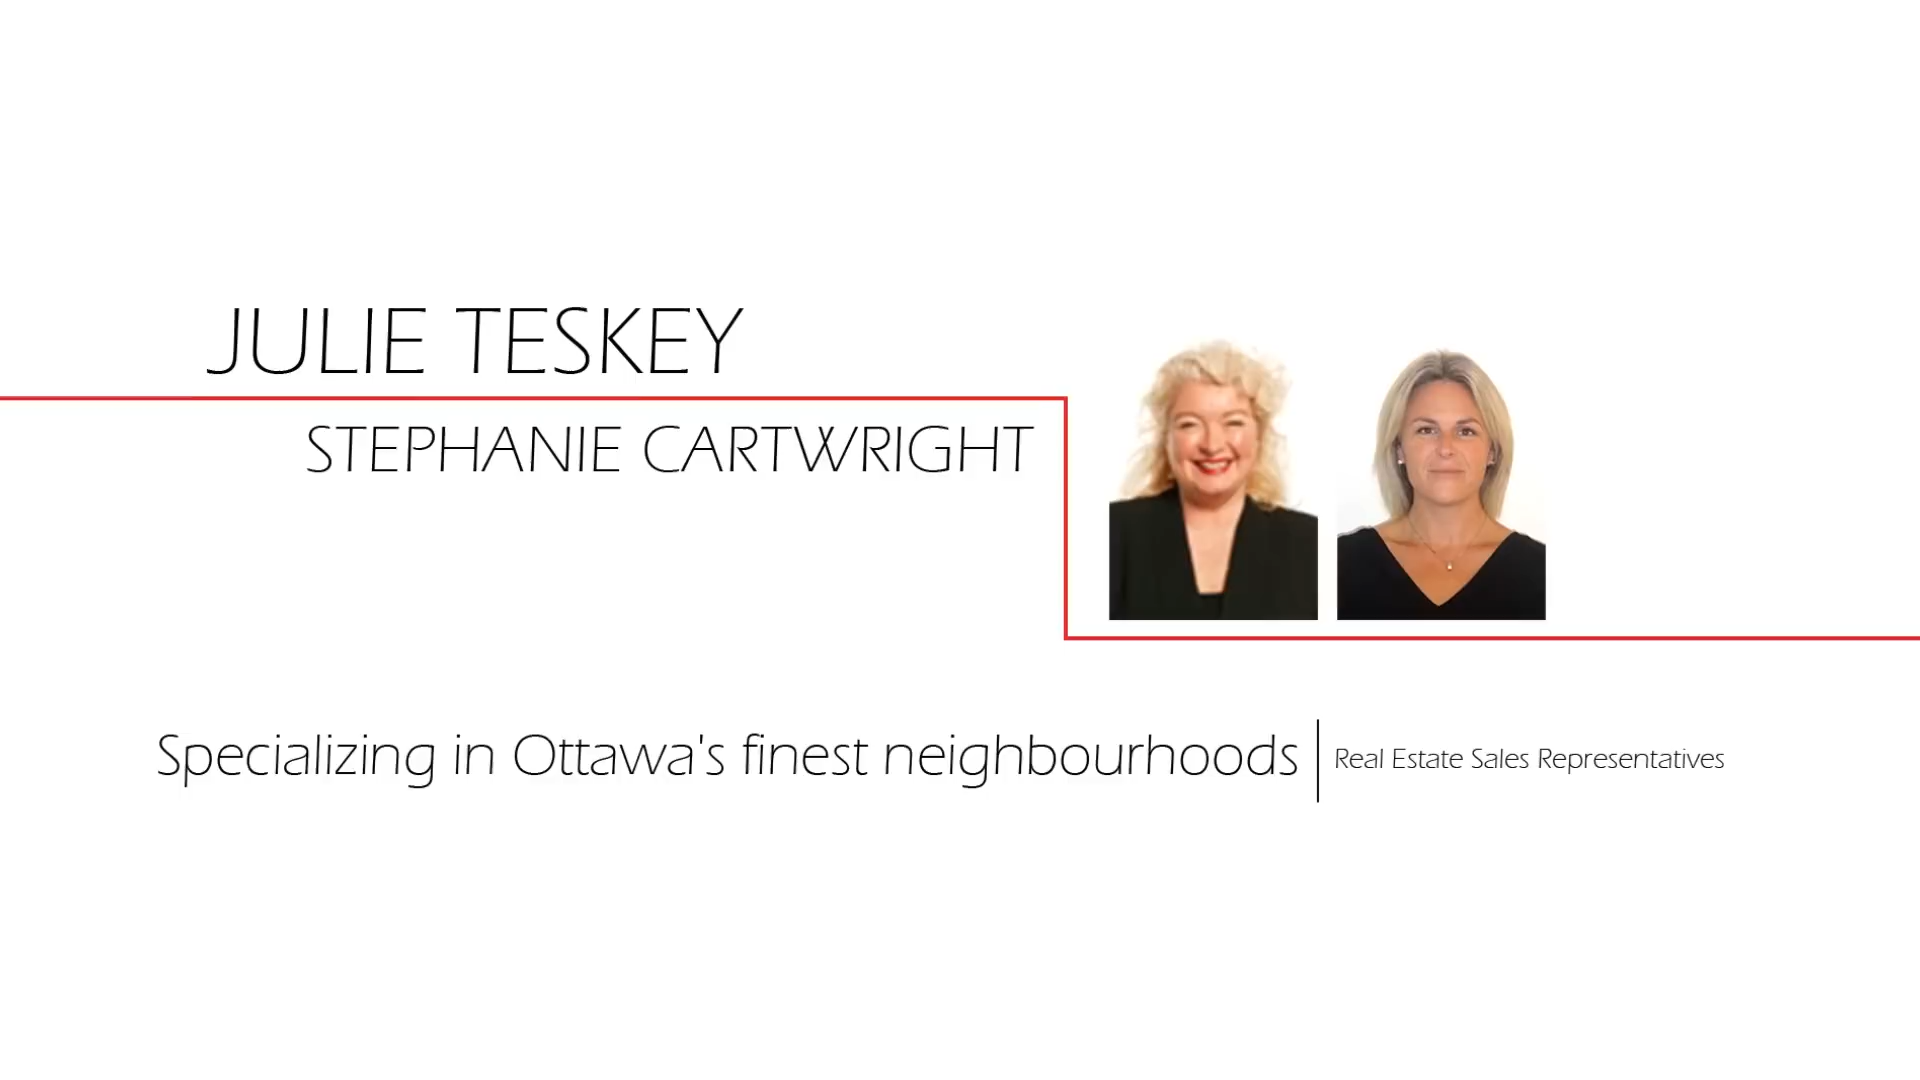 JULIE TESKEY
STEPHANIE CARTWRIGHT
Specializing in Ottawa's finest neighbourhoods
Real Estate Sales Representatives